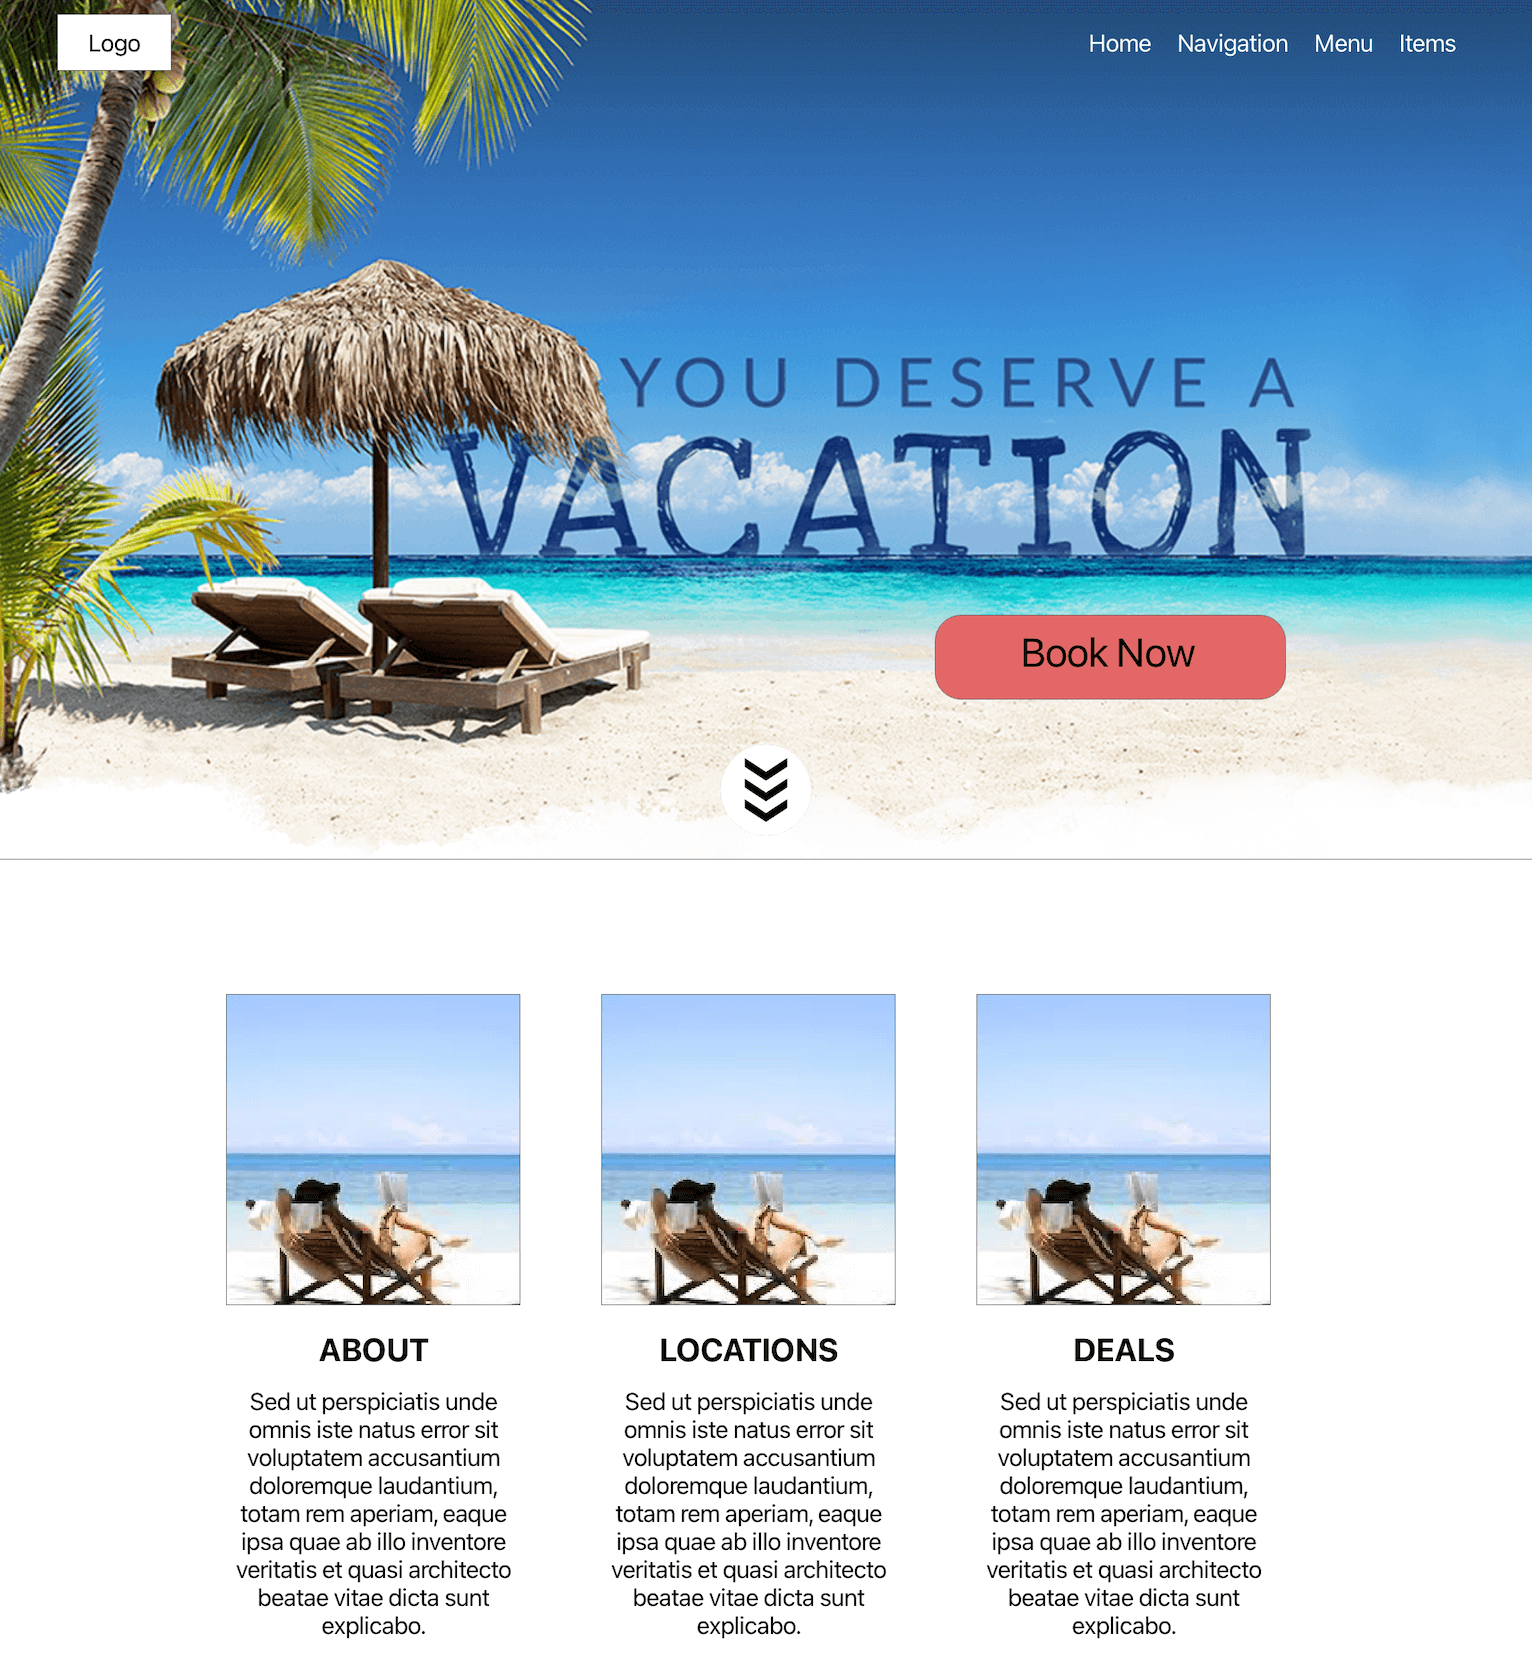 Logo
Home Navigation Menu Items
YOU DESERVE A
VACATION
Book Now
ABOUT
Sed ut perspiciatis unde
omnis iste natus error sit
voluptatem accusantium
doloremque laudantium,
totam rem aperiam, eaque
ipsa quae ab illo inventore
veritatis et quasi architecto
beatae vitae dicta sunt
explicabo.
LOCATIONS
Sed ut perspiciatis unde
omnis iste natus error sit
voluptatem accusantium
doloremque laudantium,
totam rem aperiam, eaque
ipsa quae ab illo inventore
veritatis et quasi architecto
beatae vitae dicta sunt
explicabo.
DEALS
Sed ut perspiciatis unde
omnis iste natus error sit
voluptatem accusantium
doloremque laudantium,
totam rem aperiam, eaque
ipsa quae ab illo inventore
veritatis et quasi architecto
beatae vitae dicta sunt
explicabo.